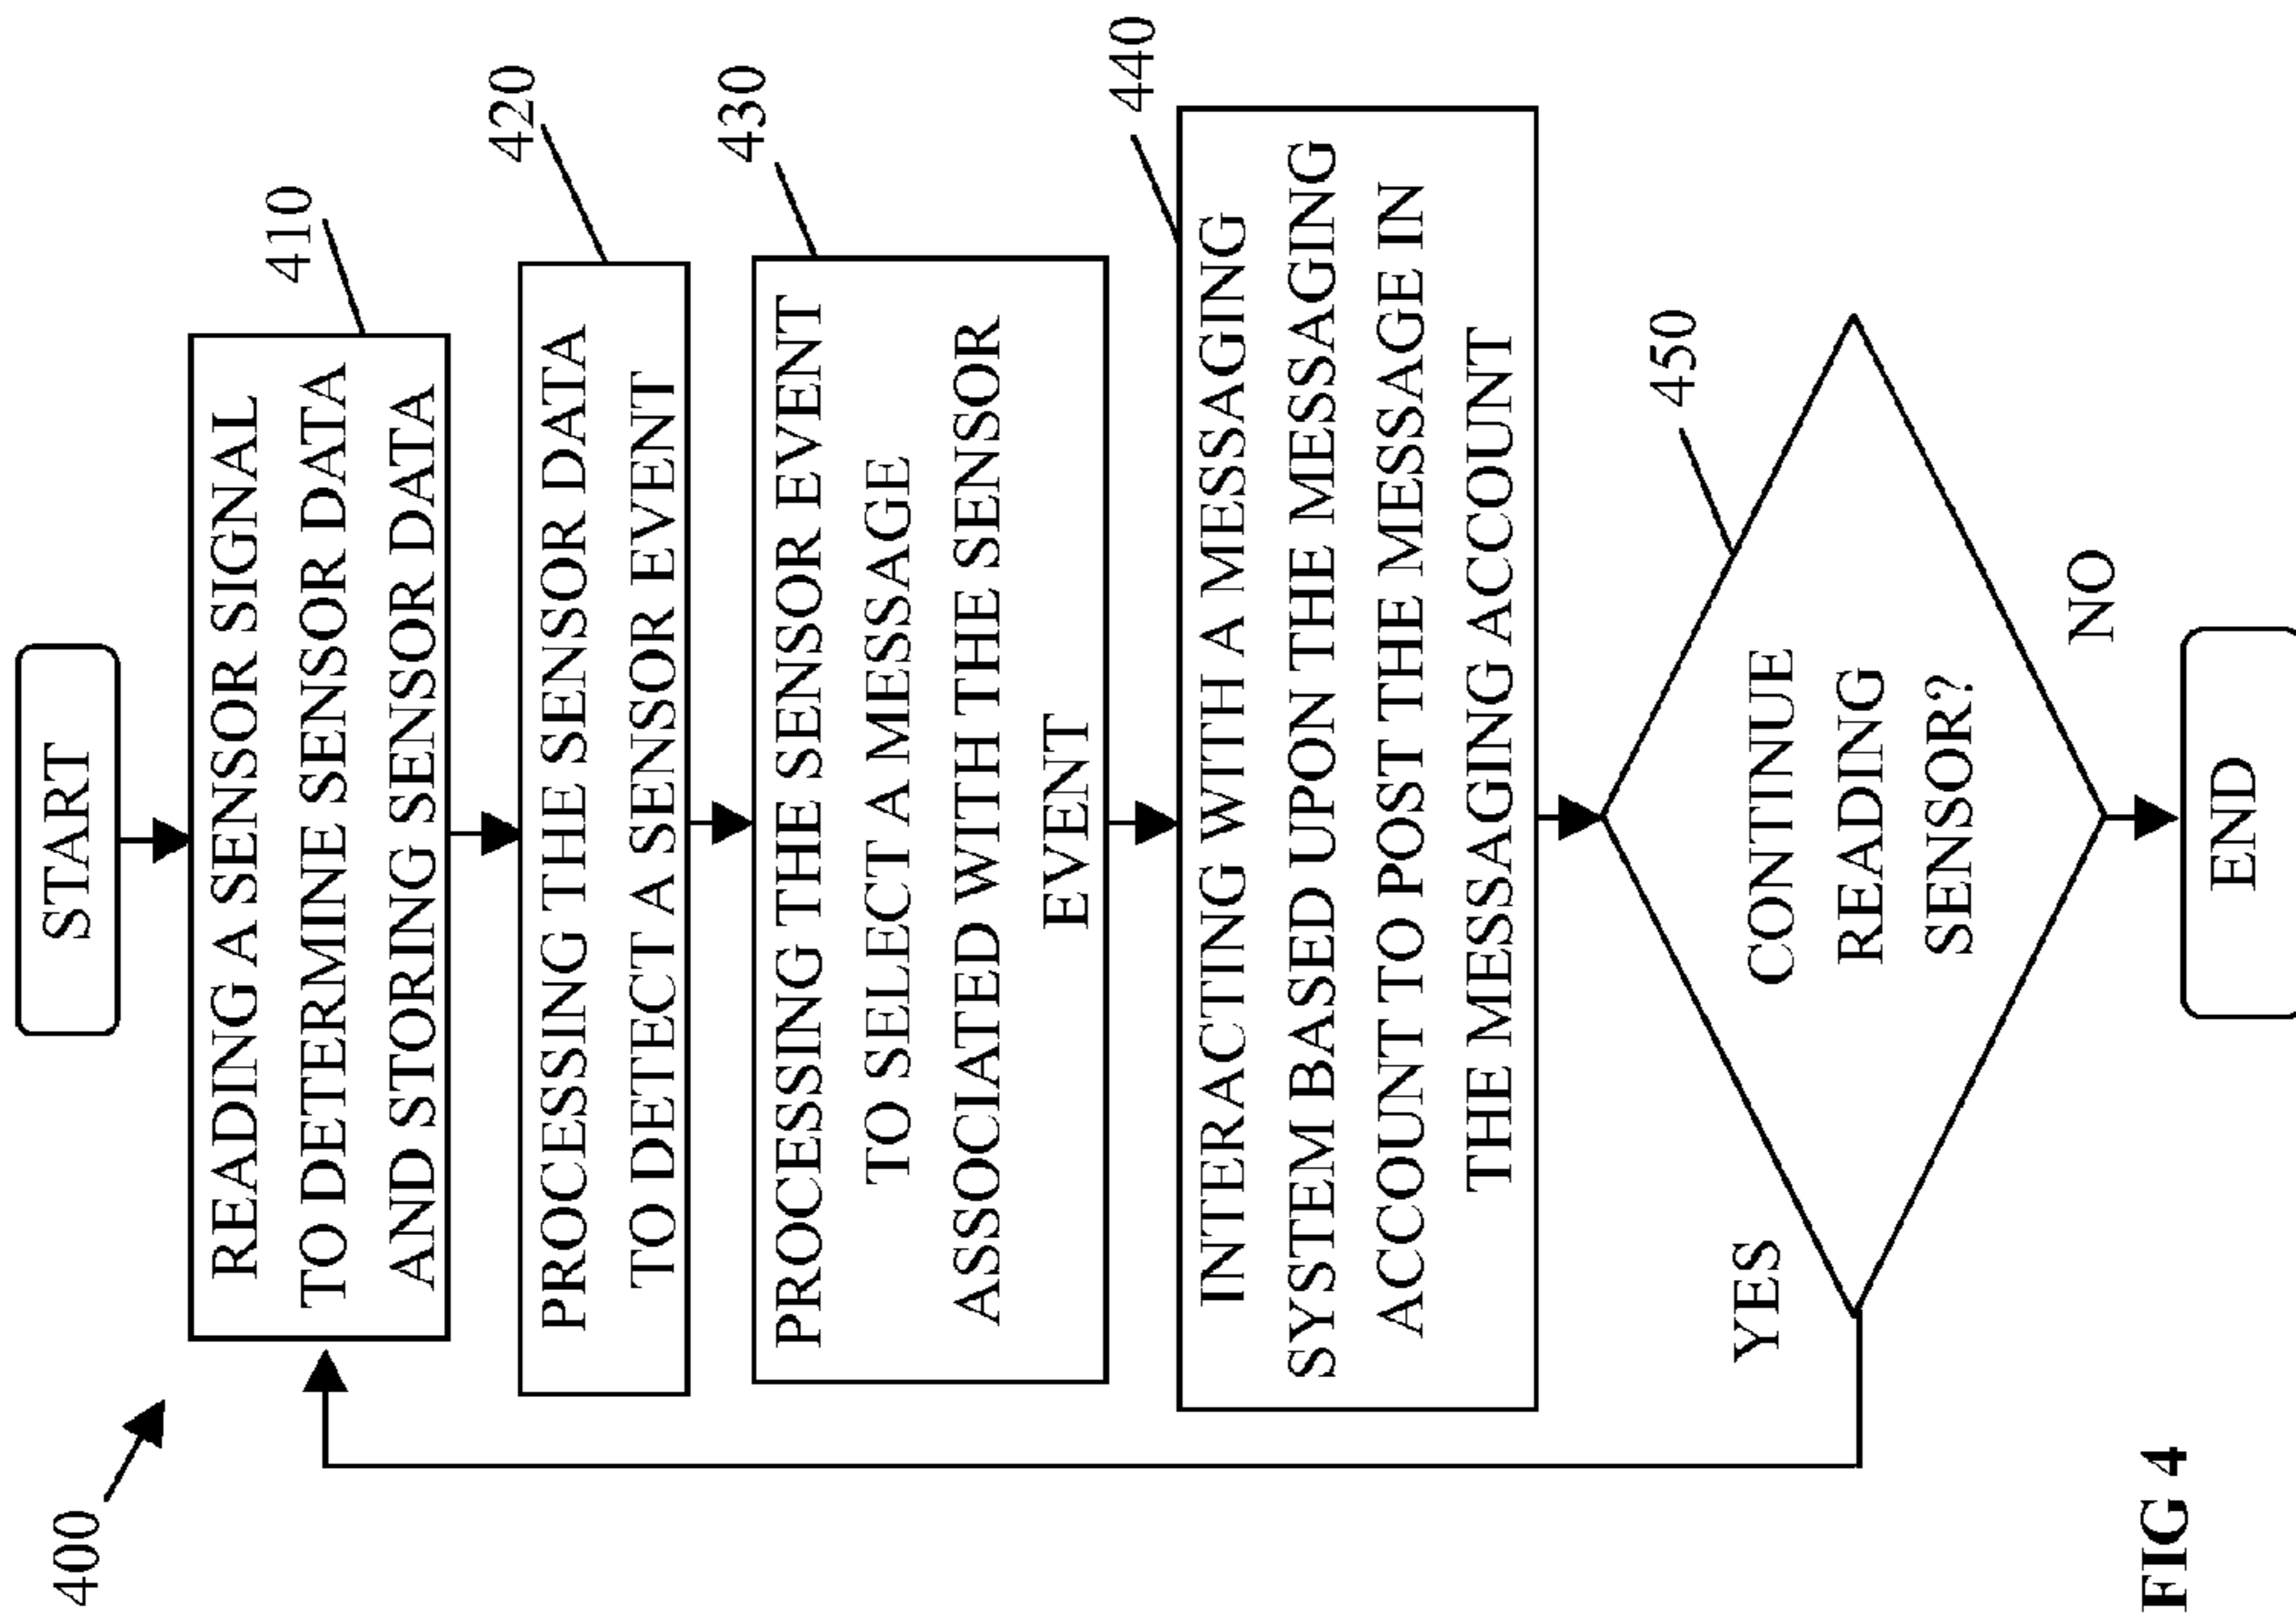 400
START
410
READING A SENSOR SIGNAL
TO DETERMINE SENSOR DATA
AND STORING SENSOR DATA
420
PROCESSING THE SENSOR DATA
TO DETECT A SENSOR EVENT
430
PROCESSING THE SENSOR EVENT
TO SELECT A MESSAGE
ASSOCIATED WITH THE SENSOR
EVENT
440
INTERACTING WITH A MESSAGING
SYSTEM BASED UPON THE MESSAGING
ACCOUNT TO POST THE MESSAGE IN
THE MESSAGING ACCOUNT
450
YES
CONTINUE
READING
SENSOR?
NO
END
FIG 4